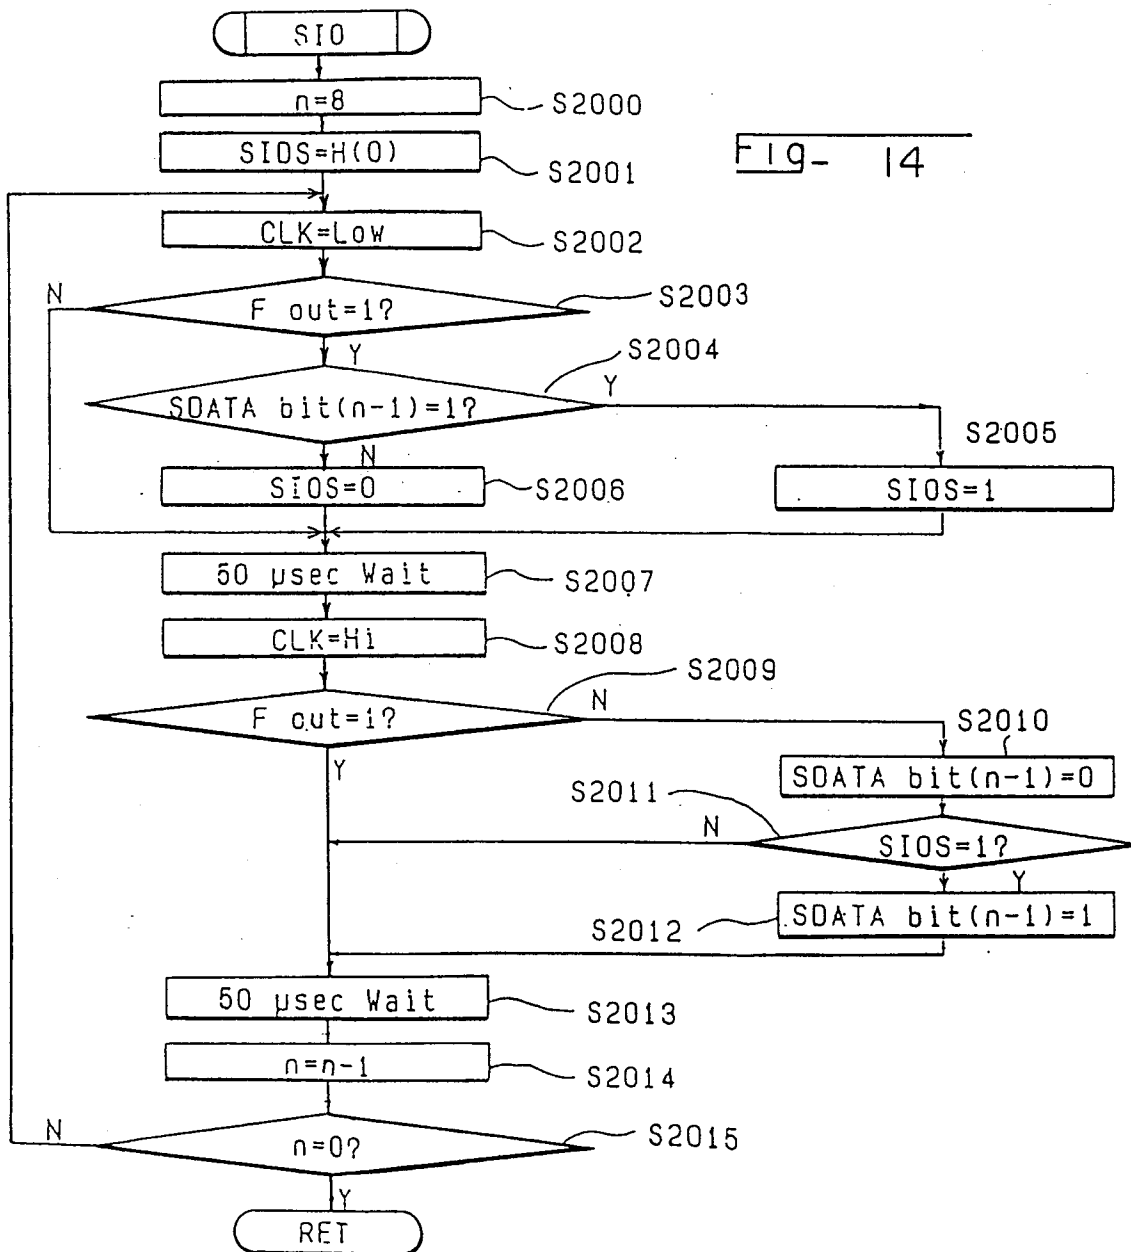 SIO
n=8
S2000
SIOS=H(0)
S2001
Fig- 14
CLK=Low
S2002
N
F out=1?
S2003
Y
S2004
SDATA bit(n-1)=1?
Y
N
S2005
SIOS=0
S2006
SIOS=1
50 μsec Wait
S2007
CLK=Hi
S2008
S2009
F out=1?
N
S2010
Y
SDATA bit(n-1)=0
S2011
N
SIOS=1?
Y
S2012
SDATA bit(n-1)=1
50 μsec Wait
S2013
n=n-1
S2014
N
n=0?
S2015
Y
RET